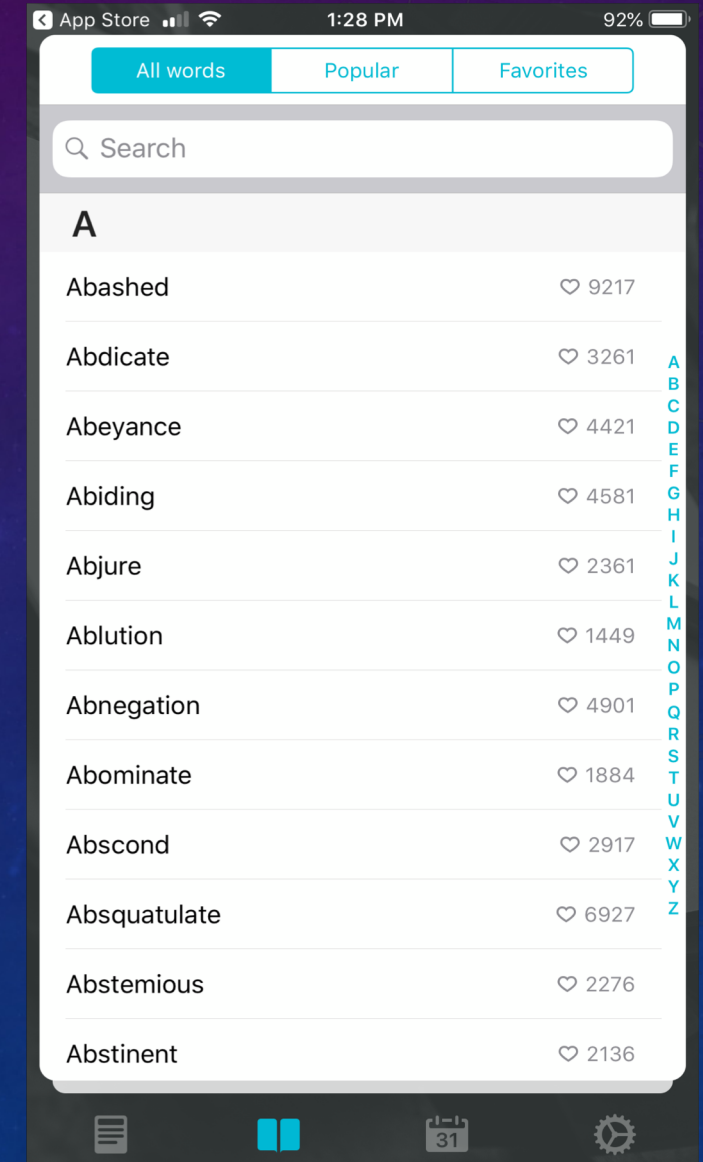 App Store 1:28 PM 92%
All words Popular Favorites
Search
A
Abashed 9217
Abdicate 3261
Abeyance 4421
Abiding 4581
Abjure 2361
Ablution 1449
Abnegation 4901
Abominate 1884
Abscond 2917
Absquatulate 6927
Abstemious 2276
Abstinent 2136
A
B
C
D
E
F
G
H
I
J
K
L
M
N
O
P
Q
R
S
T
U
V
W
X
Y
Z
31